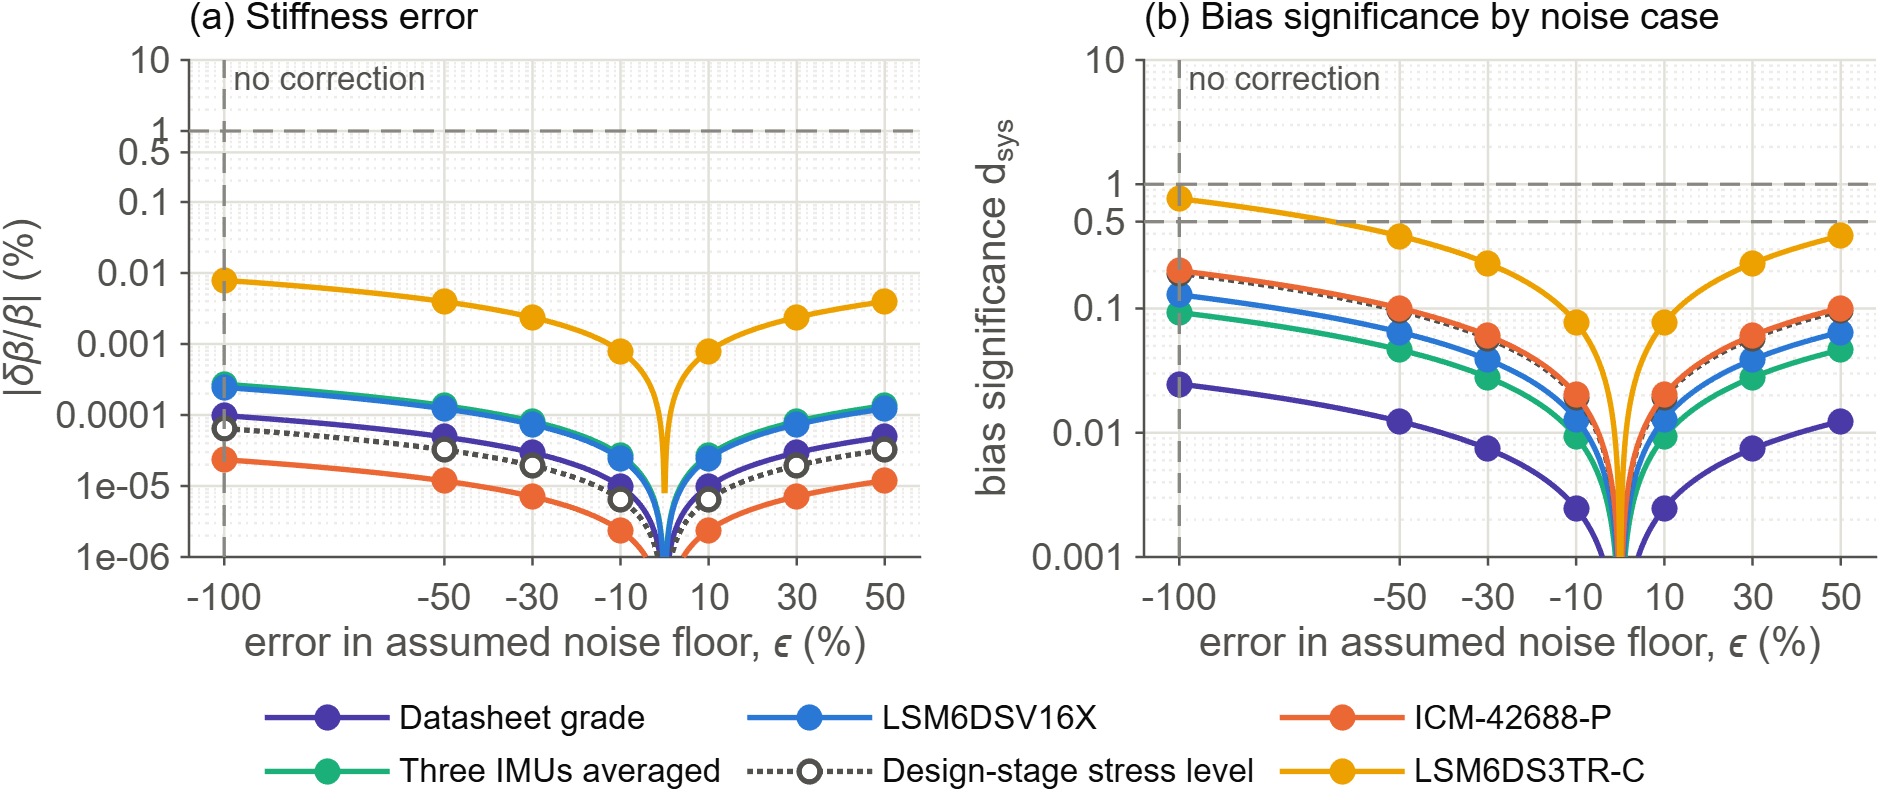 (a) Stiffness error
10
no correction
1
0.5
0.1
0.01
0.001
0.0001
1e-05
1e-06
|δβ/β| (%)
-100 -50 -30 -10 10 30 50
error in assumed noise floor, ϵ (%)
(b) Bias significance by noise case
10
no correction
1
0.5
0.1
0.01
0.001
bias significance d_sys
-100 -50 -30 -10 10 30 50
error in assumed noise floor, ϵ (%)
Datasheet grade LSM6DSV16X ICM-42688-P
Three IMUs averaged Design-stage stress level LSM6DS3TR-C